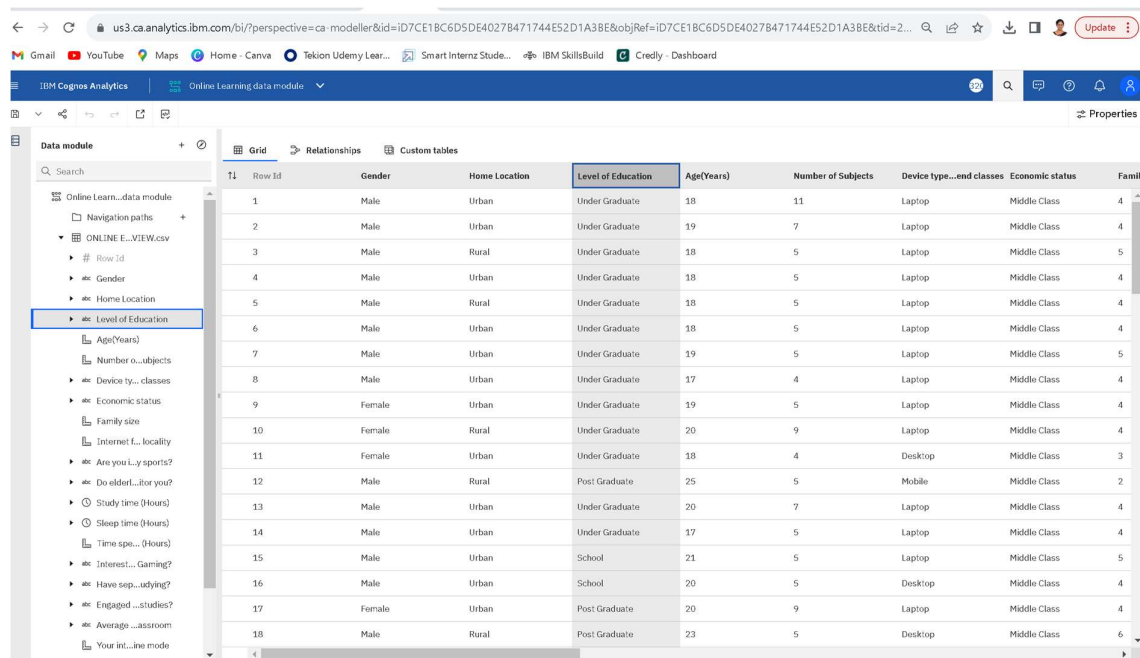 us3.ca.analytics.ibm.com/bi/?perspective=ca-modeller&id=iD7CE1BC6D5DE4027B471744E52D1A3BE&objRef=iD7CE1BC6D5DE4027B471744E52D1A3BE&tid=2... Update
Gmail YouTube Maps Home - Canva Tekion Udemy Lear... Smart Internz Stude... IBM SkillsBuild Credly - Dashboard
IBM Cognos Analytics Online Learning data module
Properties
Data module +
Grid Relationships Custom tables
Search
Row Id Gender Home Location Level of Education Age(Years) Number of Subjects Device type...end classes Economic status Famil
Online Learn...data module
Navigation paths +
ONLINE E...VIEW.csv
# Row Id
abc Gender
abc Home Location
abc Level of Education
Age(Years)
Number o...ubjects
abc Device ty... classes
abc Economic status
Family size
Internet f... locality
abc Are you i...y sports?
abc Do elderl...itor you?
Study time (Hours)
Sleep time (Hours)
Time spe... (Hours)
abc Interest... Gaming?
abc Have sep...udying?
abc Engaged ...studies?
abc Average ...assroom
Your int...ine mode
1 Male Urban Under Graduate 18 11 Laptop Middle Class 4
2 Male Urban Under Graduate 19 7 Laptop Middle Class 4
3 Male Rural Under Graduate 18 5 Laptop Middle Class 5
4 Male Urban Under Graduate 18 5 Laptop Middle Class 4
5 Male Rural Under Graduate 18 5 Laptop Middle Class 4
6 Male Urban Under Graduate 18 5 Laptop Middle Class 4
7 Male Urban Under Graduate 19 5 Laptop Middle Class 5
8 Male Urban Under Graduate 17 4 Laptop Middle Class 4
9 Female Urban Under Graduate 19 5 Laptop Middle Class 4
10 Female Rural Under Graduate 20 9 Laptop Middle Class 4
11 Female Urban Under Graduate 18 4 Desktop Middle Class 3
12 Male Rural Post Graduate 25 5 Mobile Middle Class 2
13 Male Urban Under Graduate 20 7 Laptop Middle Class 4
14 Male Urban Under Graduate 17 5 Laptop Middle Class 4
15 Male Urban School 21 5 Laptop Middle Class 5
16 Male Urban School 20 5 Desktop Middle Class 4
17 Female Urban Post Graduate 20 9 Laptop Middle Class 4
18 Male Rural Post Graduate 23 5 Desktop Middle Class 6